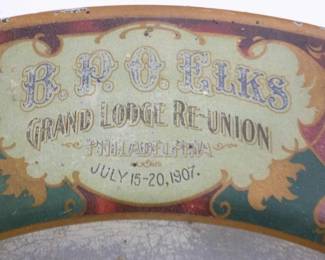 B.P.O. ELKS
GRAND LODGE RE-UNION
PHILADELPHIA
JULY 15-20, 1907.